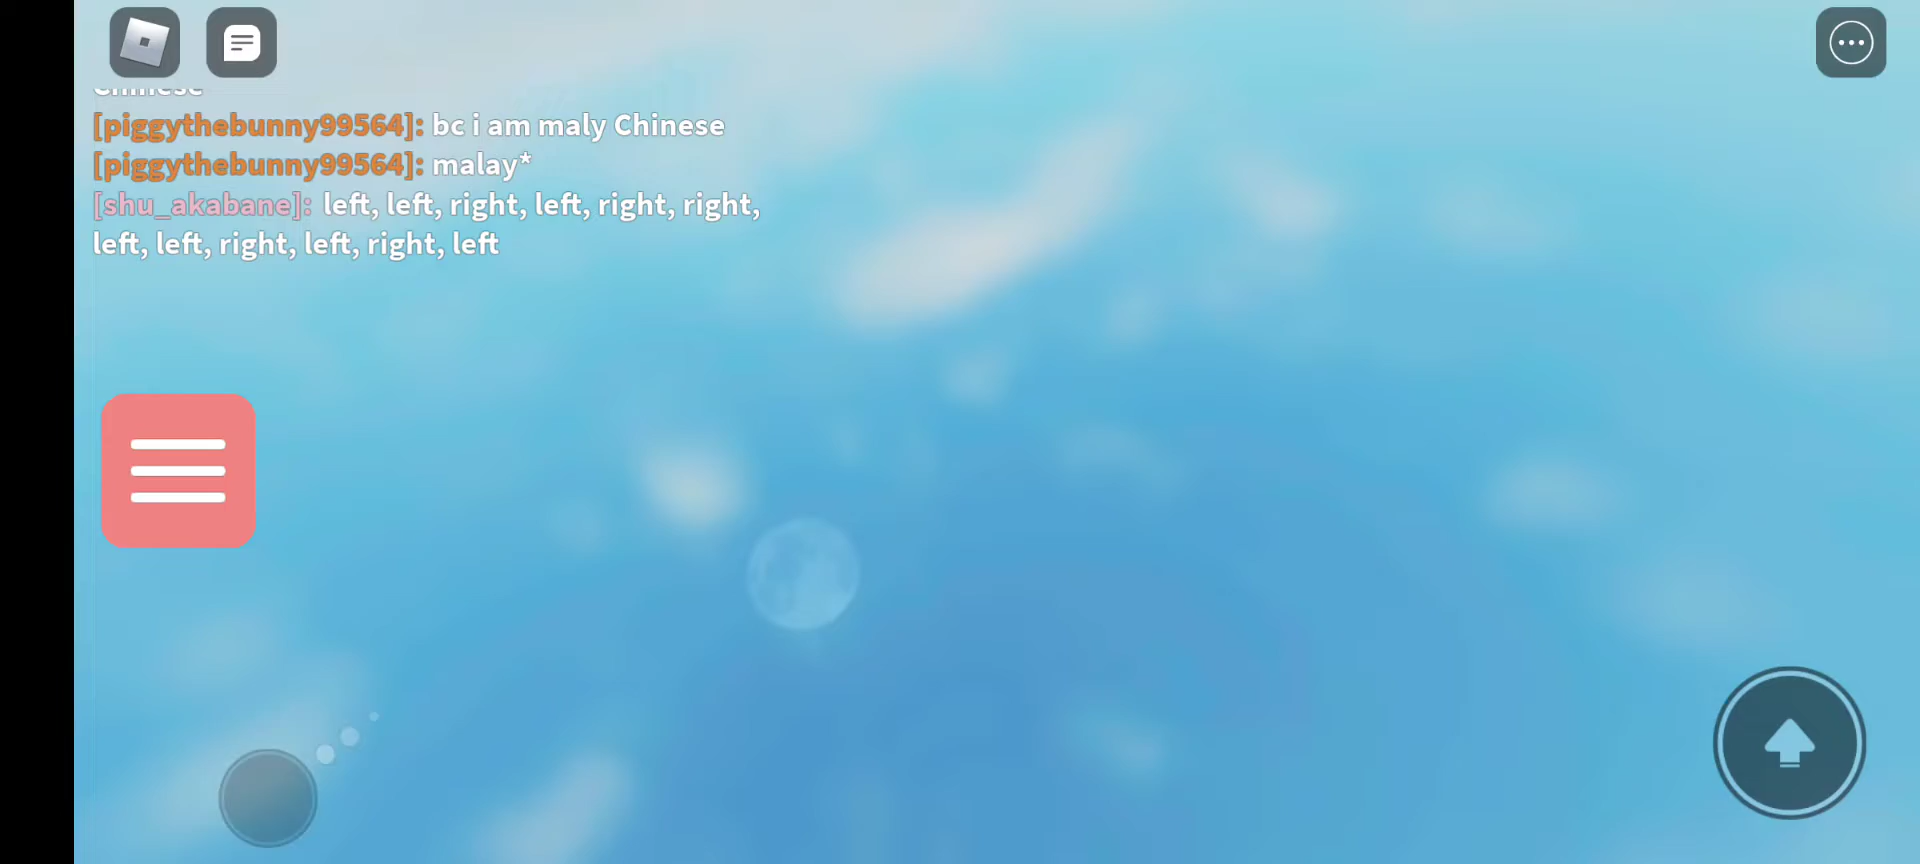 Chinese
[piggythebunny99564]: bc i am maly Chinese
[piggythebunny99564]: malay*
[shu_akabane]: left, left, right, left, right, right,
left, left, right, left, right, left